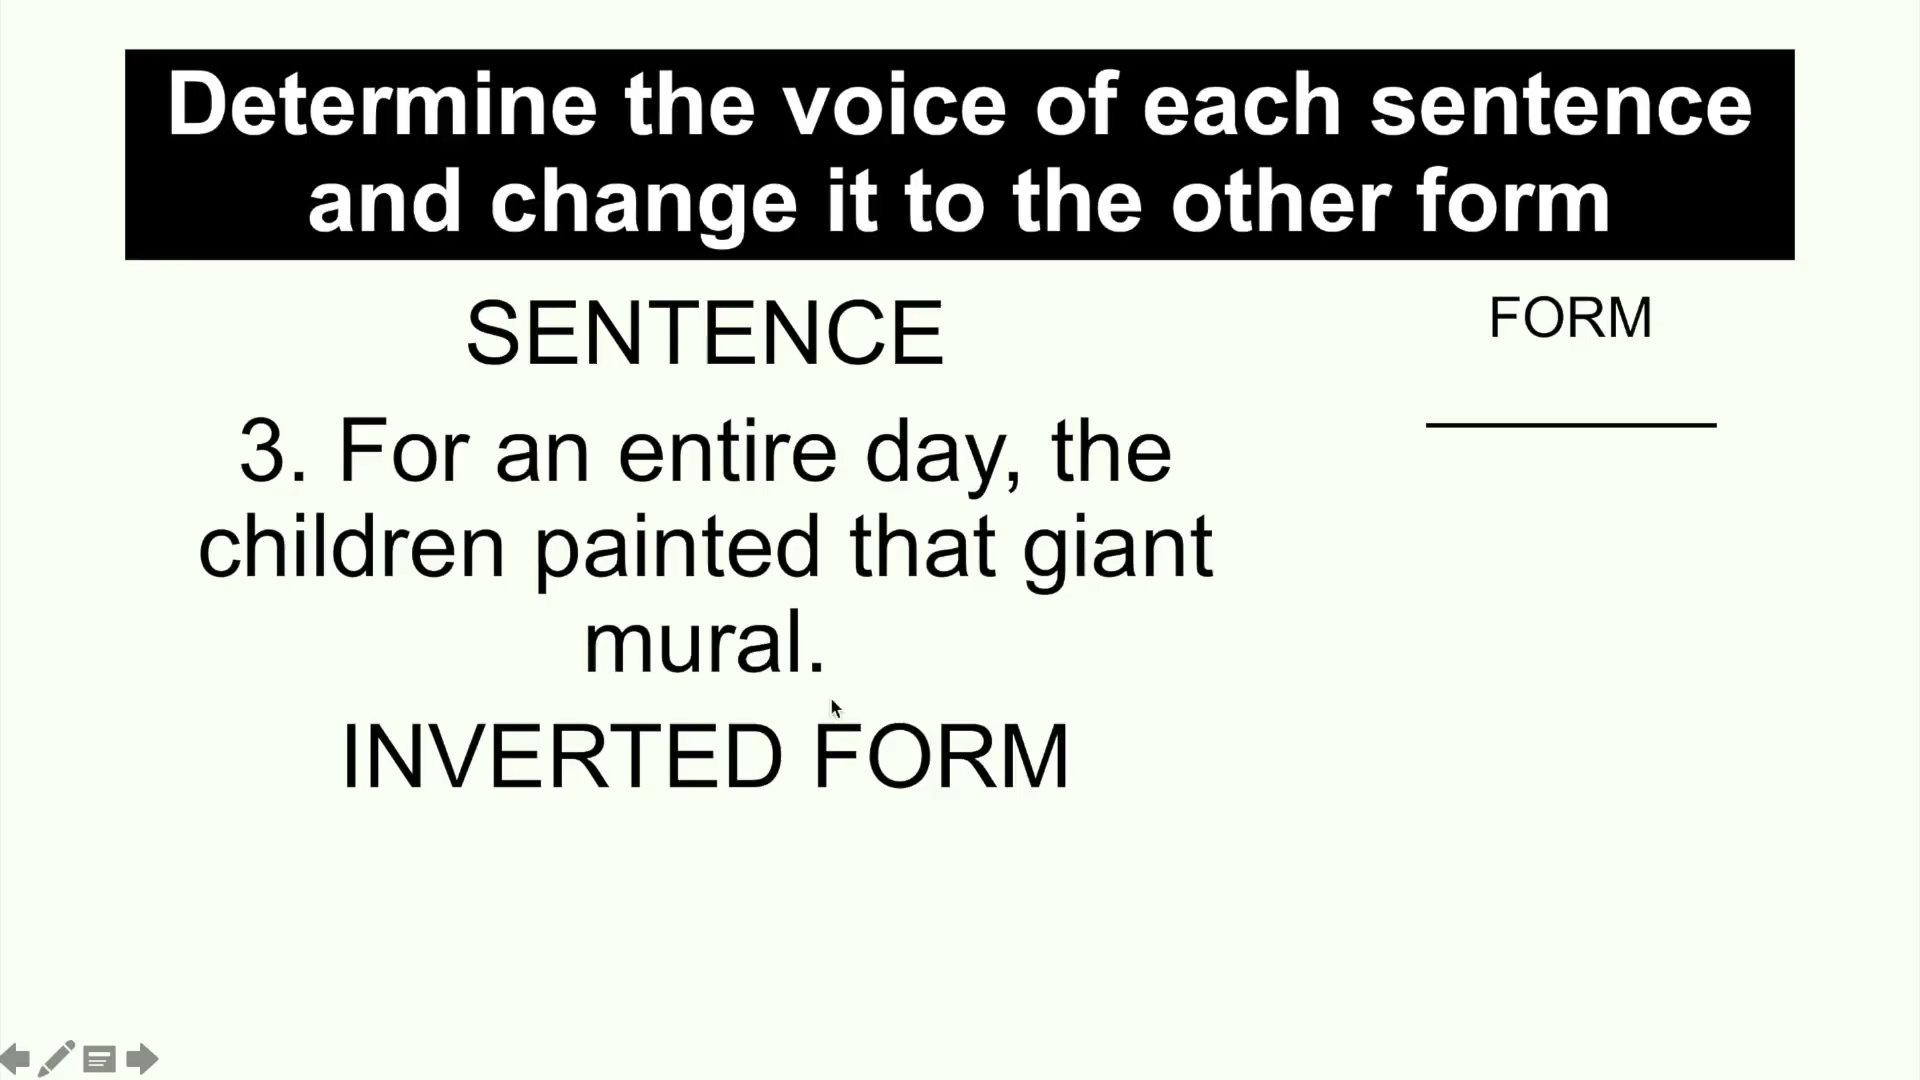 Determine the voice of each sentence
and change it to the other form
SENTENCE
FORM
3. For an entire day, the
children painted that giant
mural.
INVERTED FORM